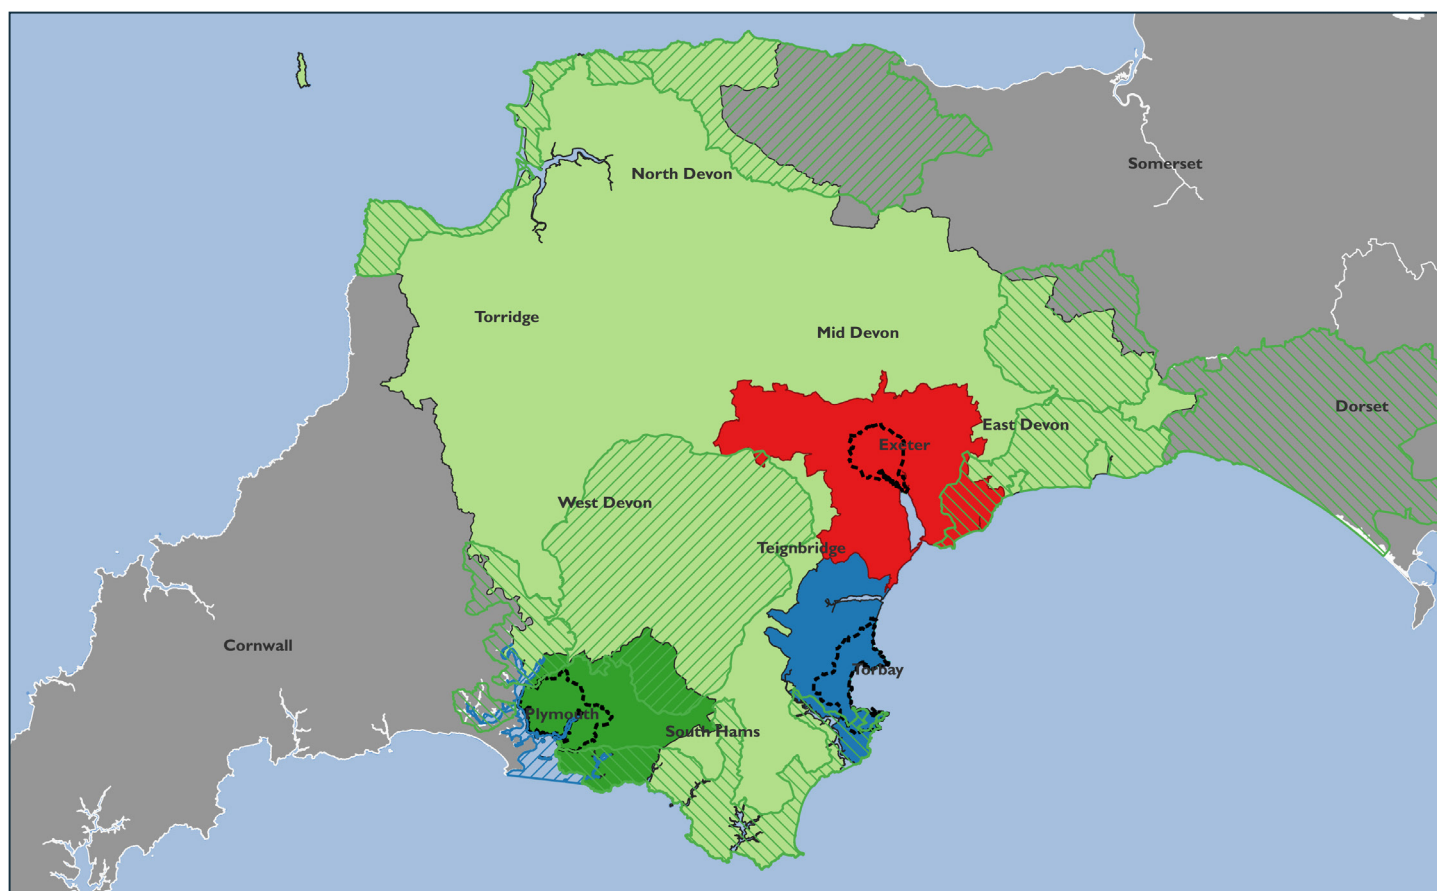 Somerset
North Devon
Torridge
Mid Devon
Dorset
East Devon
Exeter
West Devon
Teignbridge
Cornwall
Torbay
Plymouth
South Hams